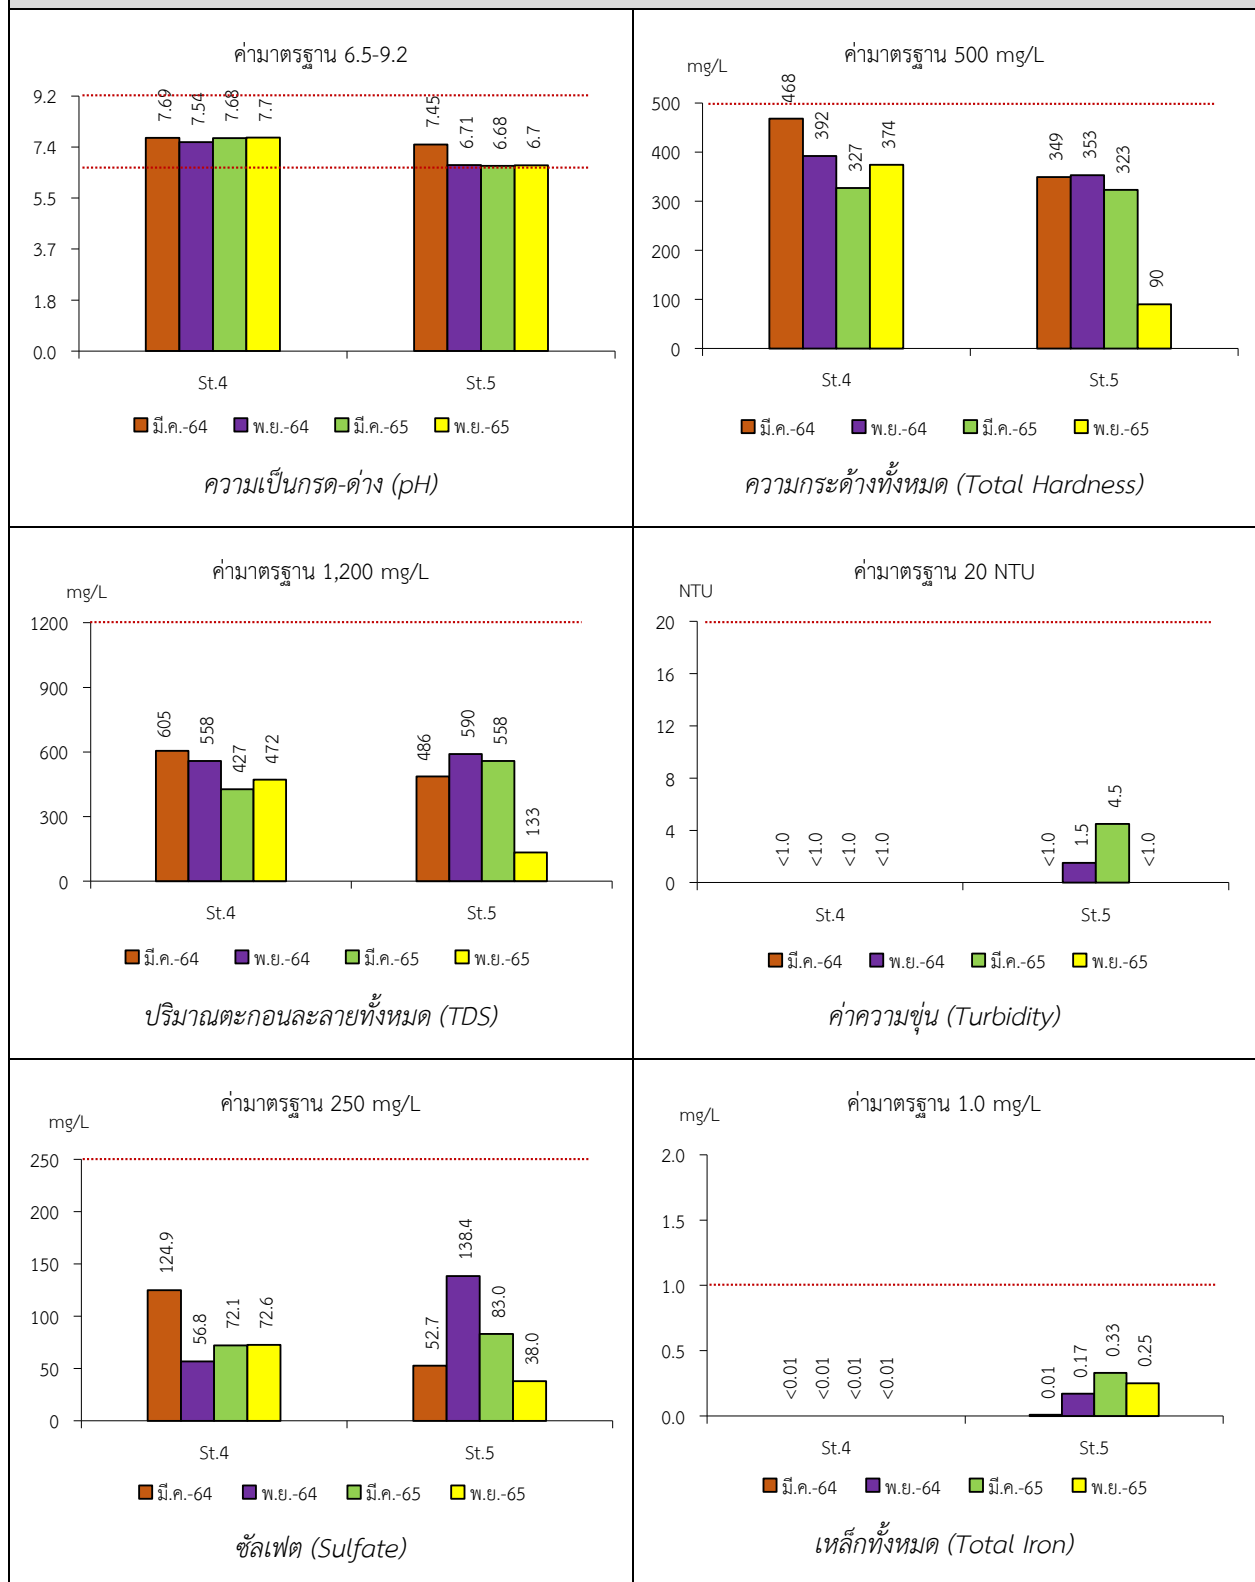 ค่ามาตรฐาน 6.5-9.2
9.2
7.4
5.5
3.7
1.8
0.0
7.69
7.54
7.68
7.7
7.45
6.71
6.68
6.7
St.4
St.5
มี.ค.-64 พ.ย.-64 มี.ค.-65 พ.ย.-65
ความเป็นกรด-ด่าง (pH)
ค่ามาตรฐาน 500 mg/L
mg/L
500
400
300
200
100
0
468
392
327
374
349
353
323
90
St.4
St.5
มี.ค.-64 พ.ย.-64 มี.ค.-65 พ.ย.-65
ความกระด้างทั้งหมด (Total Hardness)
ค่ามาตรฐาน 1,200 mg/L
mg/L
1200
900
600
300
0
605
558
427
472
486
590
558
133
St.4
St.5
มี.ค.-64 พ.ย.-64 มี.ค.-65 พ.ย.-65
ปริมาณตะกอนละลายทั้งหมด (TDS)
ค่ามาตรฐาน 20 NTU
NTU
20
16
12
8
4
0
<1.0
<1.0
<1.0
<1.0
<1.0
1.5
4.5
<1.0
St.4
St.5
มี.ค.-64 พ.ย.-64 มี.ค.-65 พ.ย.-65
ค่าความขุ่น (Turbidity)
ค่ามาตรฐาน 250 mg/L
mg/L
250
200
150
100
50
0
124.9
56.8
72.1
72.6
52.7
138.4
83.0
38.0
St.4
St.5
มี.ค.-64 พ.ย.-64 มี.ค.-65 พ.ย.-65
ซัลเฟต (Sulfate)
ค่ามาตรฐาน 1.0 mg/L
mg/L
2.0
1.5
1.0
0.5
0.0
<0.01
<0.01
<0.01
<0.01
0.01
0.17
0.33
0.25
St.4
St.5
มี.ค.-64 พ.ย.-64 มี.ค.-65 พ.ย.-65
เหล็กทั้งหมด (Total Iron)